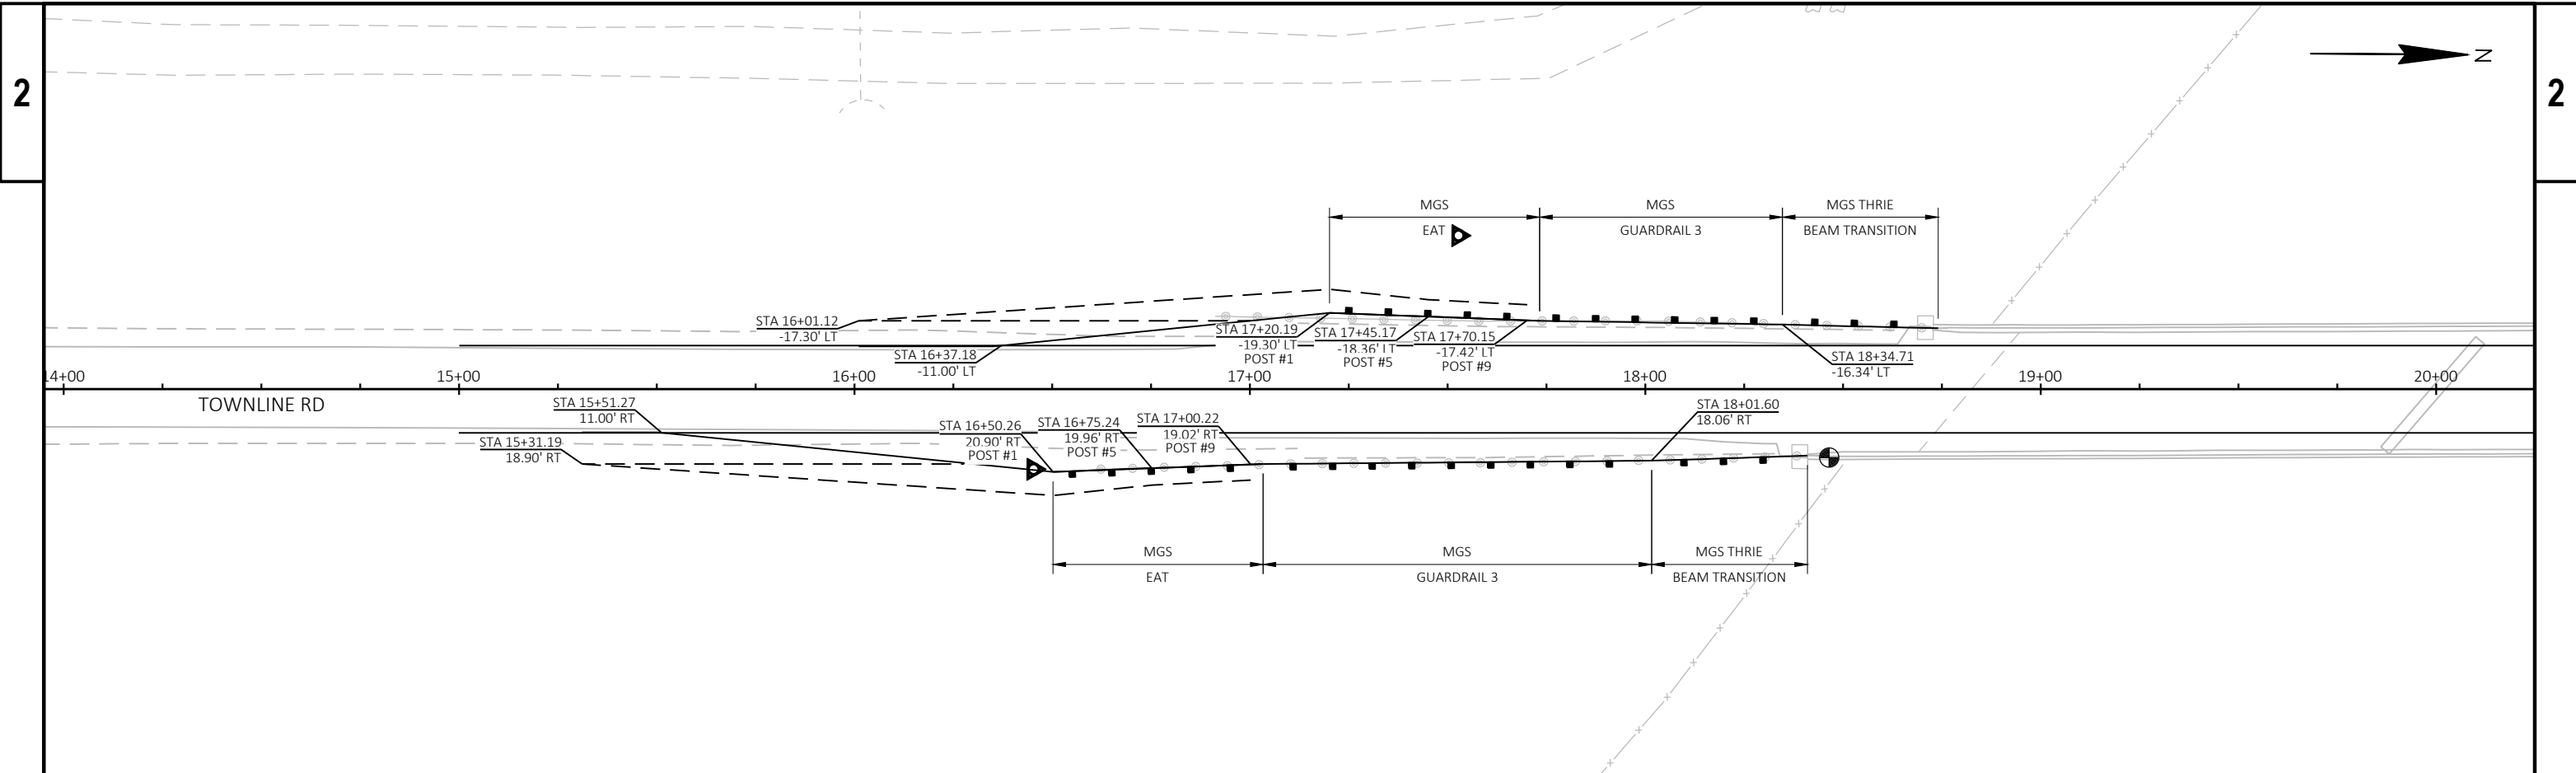 2
2
N
MGS
EAT
MGS
GUARDRAIL 3
MGS THRIE
BEAM TRANSITION
STA 16+01.12
-17.30' LT
STA 16+37.18
-11.00' LT
STA 17+20.19
-19.30' LT
POST #1
STA 17+45.17
-18.36' LT
POST #5
STA 17+70.15
-17.42' LT
POST #9
STA 18+34.71
-16.34' LT
14+00
15+00
16+00
17+00
18+00
19+00
20+00
TOWNLINE RD
STA 15+51.27
11.00' RT
STA 15+31.19
18.90' RT
STA 16+50.26
20.90' RT
POST #1
STA 16+75.24
19.96' RT
POST #5
STA 17+00.22
19.02' RT
POST #9
STA 18+01.60
18.06' RT
MGS
EAT
MGS
GUARDRAIL 3
MGS THRIE
BEAM TRANSITION